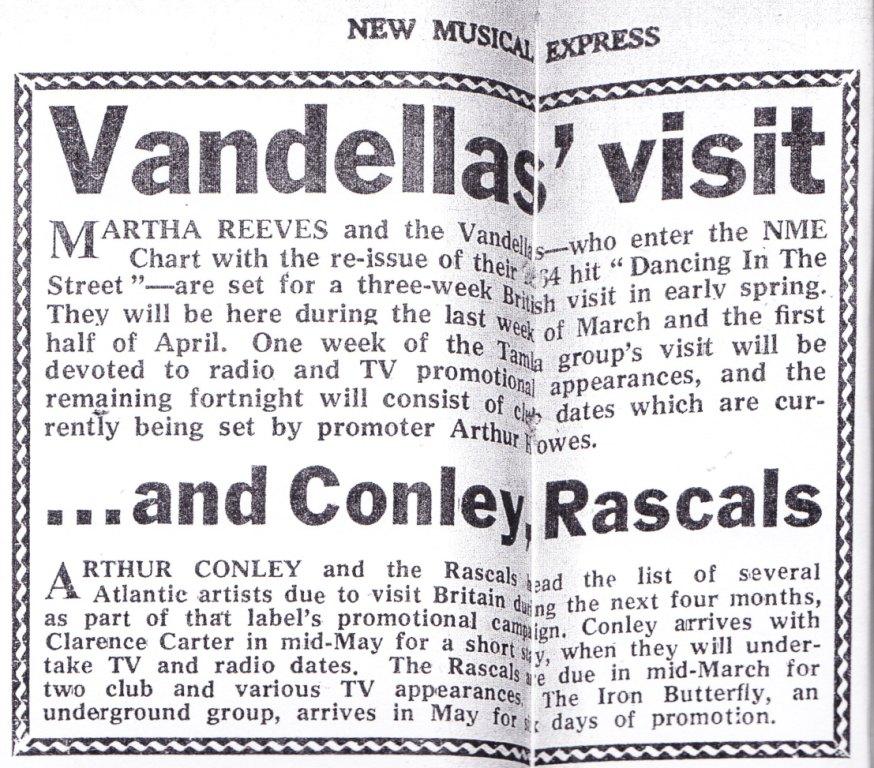 NEW MUSICAL EXPRESS
Vandellas' visit
MARTHA REEVES and the Vandellas—who enter the NME
Chart with the re-issue of their '64 hit "Dancing In The
Street"—are set for a three-week British visit in early spring.
They will be here during the last week of March and the first
half of April. One week of the Tamla group's visit will be
devoted to radio and TV promotional appearances, and the
remaining fortnight will consist of club dates which are cur-
rently being set by promoter Arthur Howes.
...and Conley, Rascals
ARTHUR CONLEY and the Rascals head the list of several
Atlantic artists due to visit Britain during the next four months,
as part of that label's promotional campaign. Conley arrives with
Clarence Carter in mid-May for a short stay, when they will under-
take TV and radio dates. The Rascals are due in mid-March for
two club and various TV appearances. The Iron Butterfly, an
underground group, arrives in May for six days of promotion.